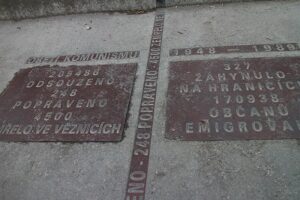 OBĚTI KOMUNISMU
1948 - 1989
205486
ODSOUZENO
248
POPRAVENO
4500
ZEMŘELO VE VĚZNICÍCH
327
ZAHYNULO
NA HRANICÍCH
170938
OBČANŮ
EMIGROVALO
ENO - 248 POPRAVENO - 4500